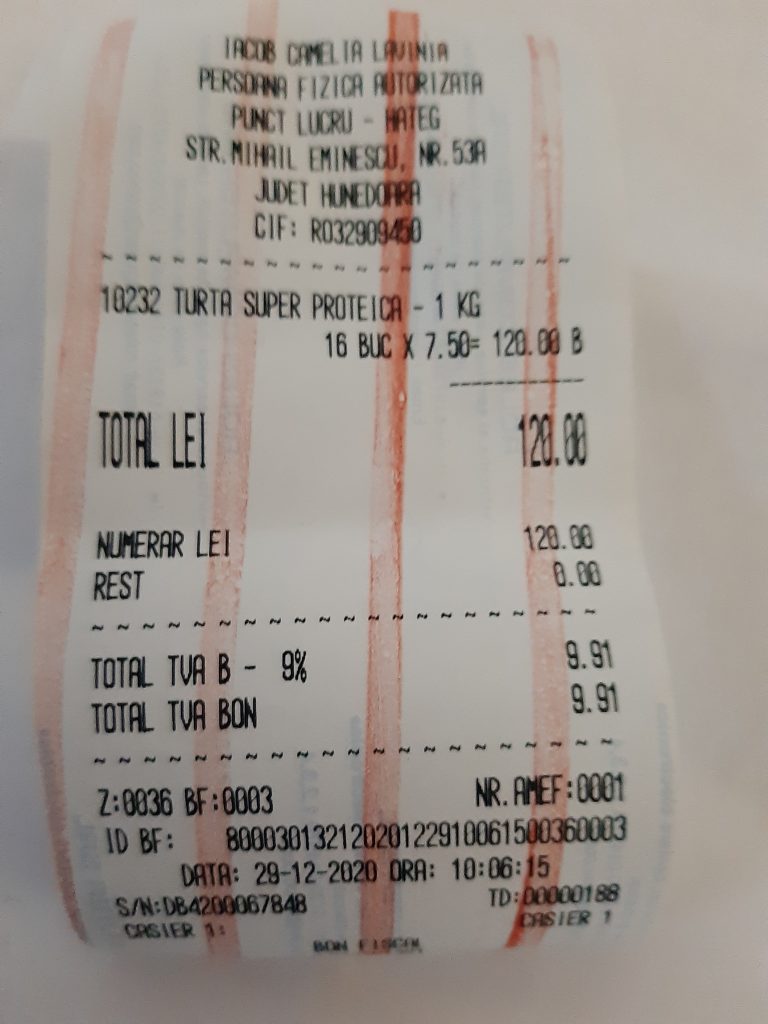 IACOB CAMELIA LAVINIA
PERSOANA FIZICA AUTORIZATA
PUNCT LUCRU - HATEG
STR.MIHAIL EMINESCU, NR.53A
JUDET HUNEDOARA
CIF: RO32909450
10232 TURTA SUPER PROTEICA - 1 KG
16 BUC X 7.50= 120.00 B
TOTAL LEI 120.00
NUMERAR LEI 120.00
REST 0.00
TOTAL TVA B - 9% 9.91
TOTAL TVA BON 9.91
Z:0036 BF:0003 NR.AMEF:0001
ID BF: 80003013212020122910061500360003
DATA: 29-12-2020 ORA: 10:06:15
S/N:DB4200067848 TD:00000188
CASIER 1: CASIER 1
BON FISCAL